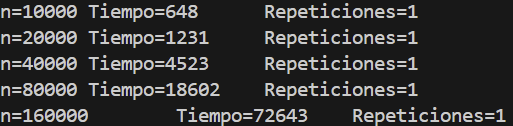 n=10000 Tiempo=648 Repeticiones=1
n=20000 Tiempo=1231 Repeticiones=1
n=40000 Tiempo=4523 Repeticiones=1
n=80000 Tiempo=18602 Repeticiones=1
n=160000 Tiempo=72643 Repeticiones=1